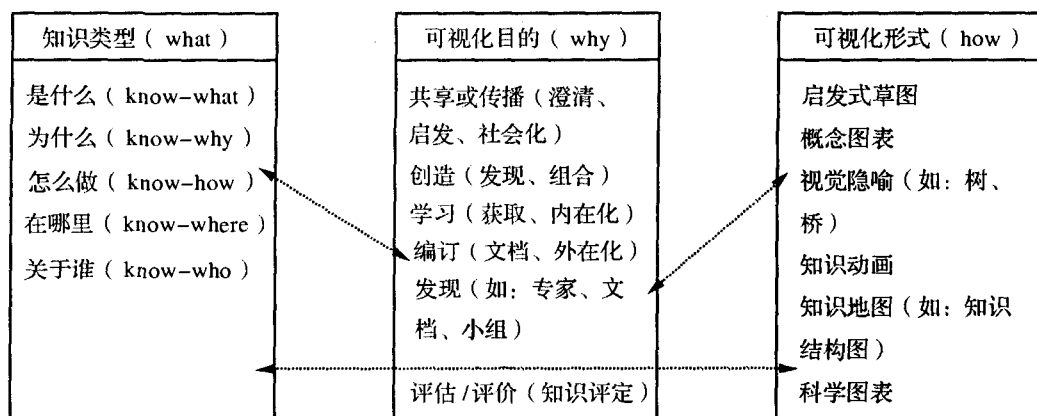 知识类型（what）
是什么（know-what）
为什么（know-why）
怎么做（know-how）
在哪里（know-where）
关于谁（know-who）
可视化目的（why）
共享或传播（澄清、
启发、社会化）
创造（发现、组合）
学习（获取、内在化）
编订（文档、外在化）
发现（如：专家、文
档、小组）
评估/评价（知识评定）
可视化形式（how）
启发式草图
概念图表
视觉隐喻（如：树、
桥）
知识动画
知识地图（如：知识
结构图）
科学图表